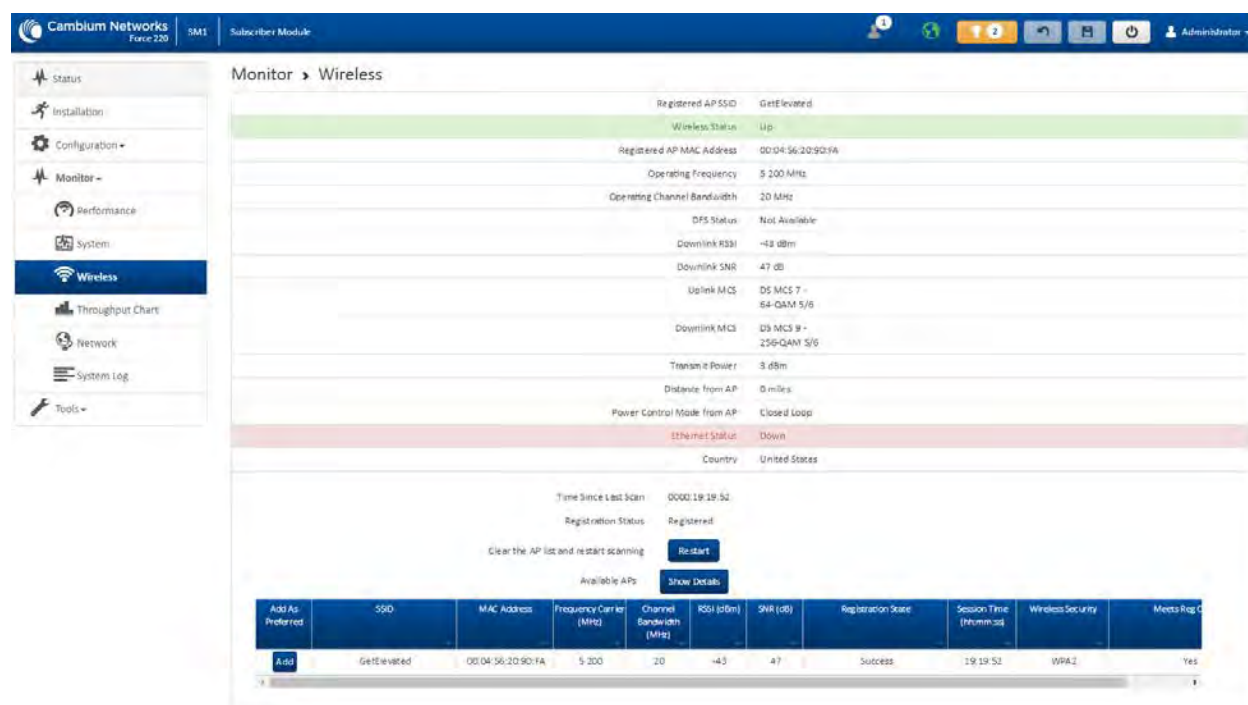 Cambium Networks
Force 220
SM1
Subscriber Module
1
2
Administrator
Status
Installation
Configuration
Monitor
Performance
System
Wireless
Throughput Chart
Network
System Log
Tools
Monitor › Wireless
Registered AP SSID GetElevated
Wireless Status Up
Registered AP MAC Address 00:04:56:20:90:FA
Operating Frequency 5 200 MHz
Operating Channel Bandwidth 20 MHz
DFS Status Not Available
Downlink RSSI -43 dBm
Downlink SNR 47 dB
Uplink MCS DS MCS 7 -
64-QAM 5/6
Downlink MCS DS MCS 9 -
256-QAM 5/6
Transmit Power 3 dBm
Distance from AP 0 miles
Power Control Mode from AP Closed Loop
Ethernet Status Down
Country United States
Time Since Last Scan 0000:19:19:52
Registration Status Registered
Clear the AP list and restart scanning Restart
Available APs Show Details
Add As Preferred SSID MAC Address Frequency Carrier (MHz) Channel Bandwidth (MHz) RSSI (dBm) SNR (dB) Registration State Session Time (hh:mm:ss) Wireless Security Meets Reg C
Add GetElevated 00:04:56:20:90:FA 5 200 20 -43 47 Success 19:19:52 WPA2 Yes